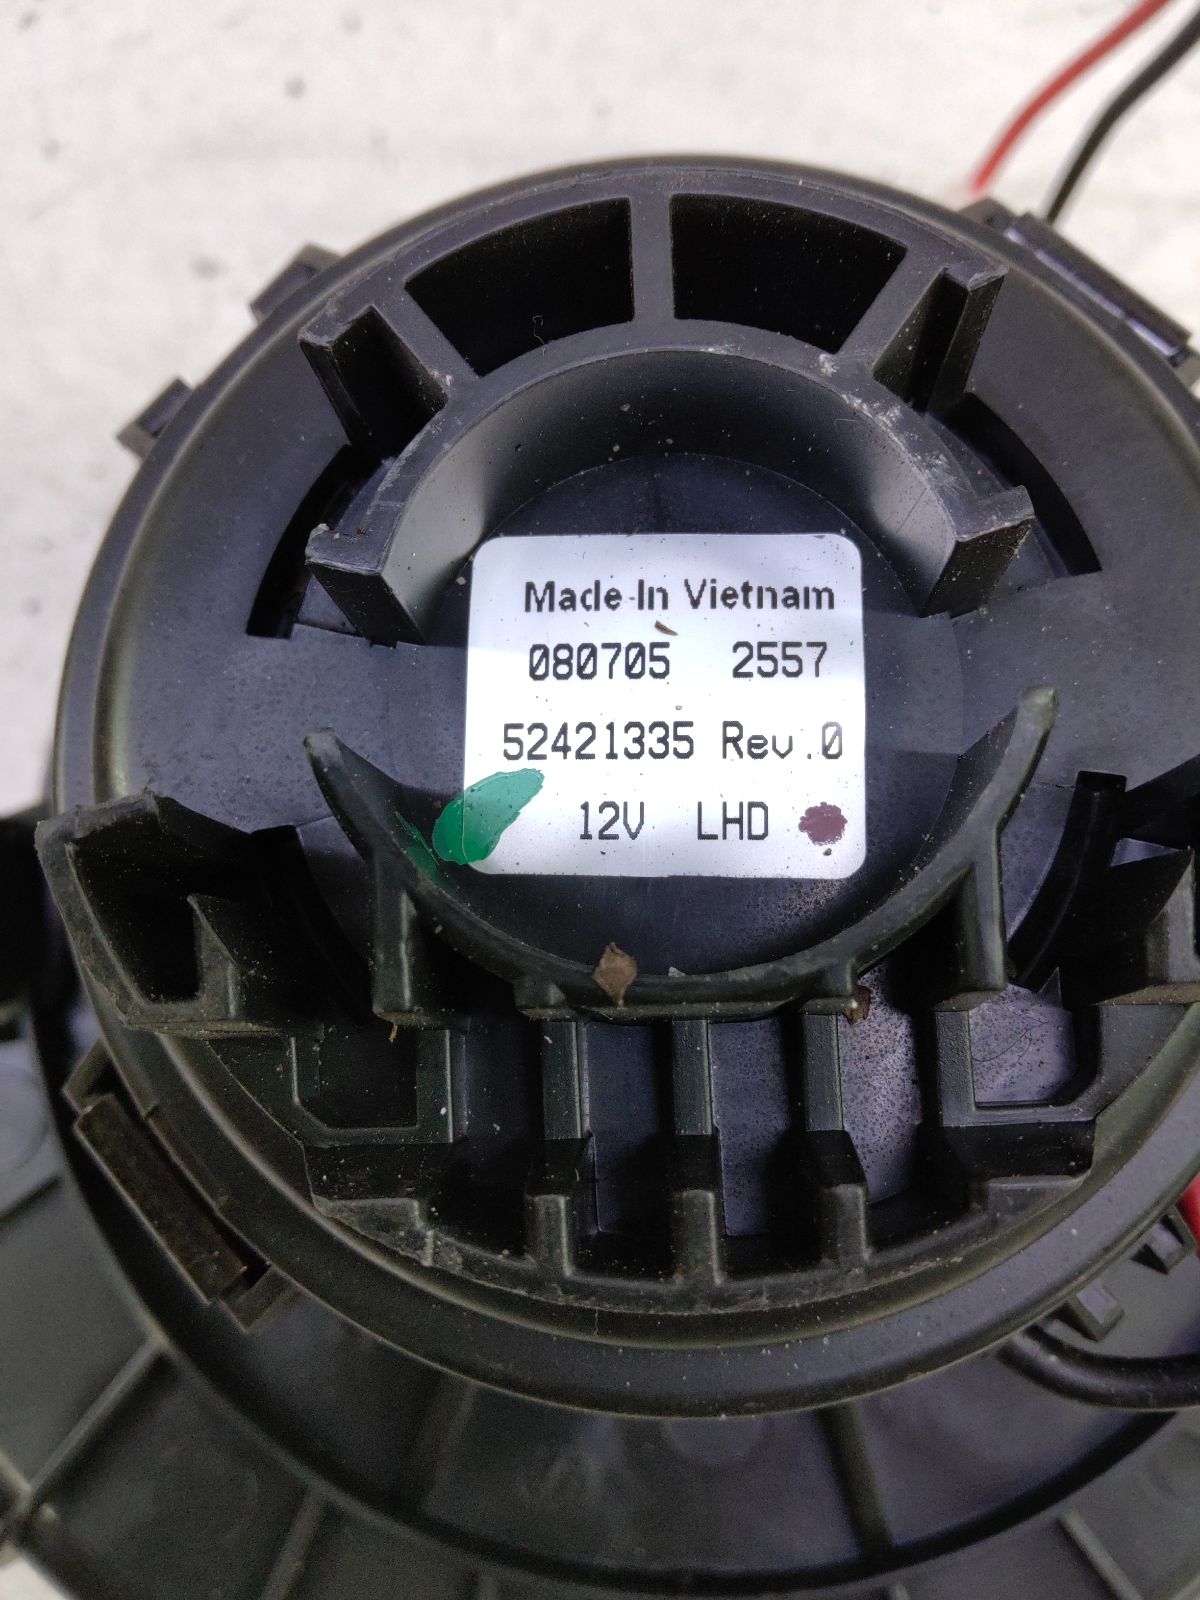 Made In Vietnam
080705 2557
52421335 Rev.0
12V LHD